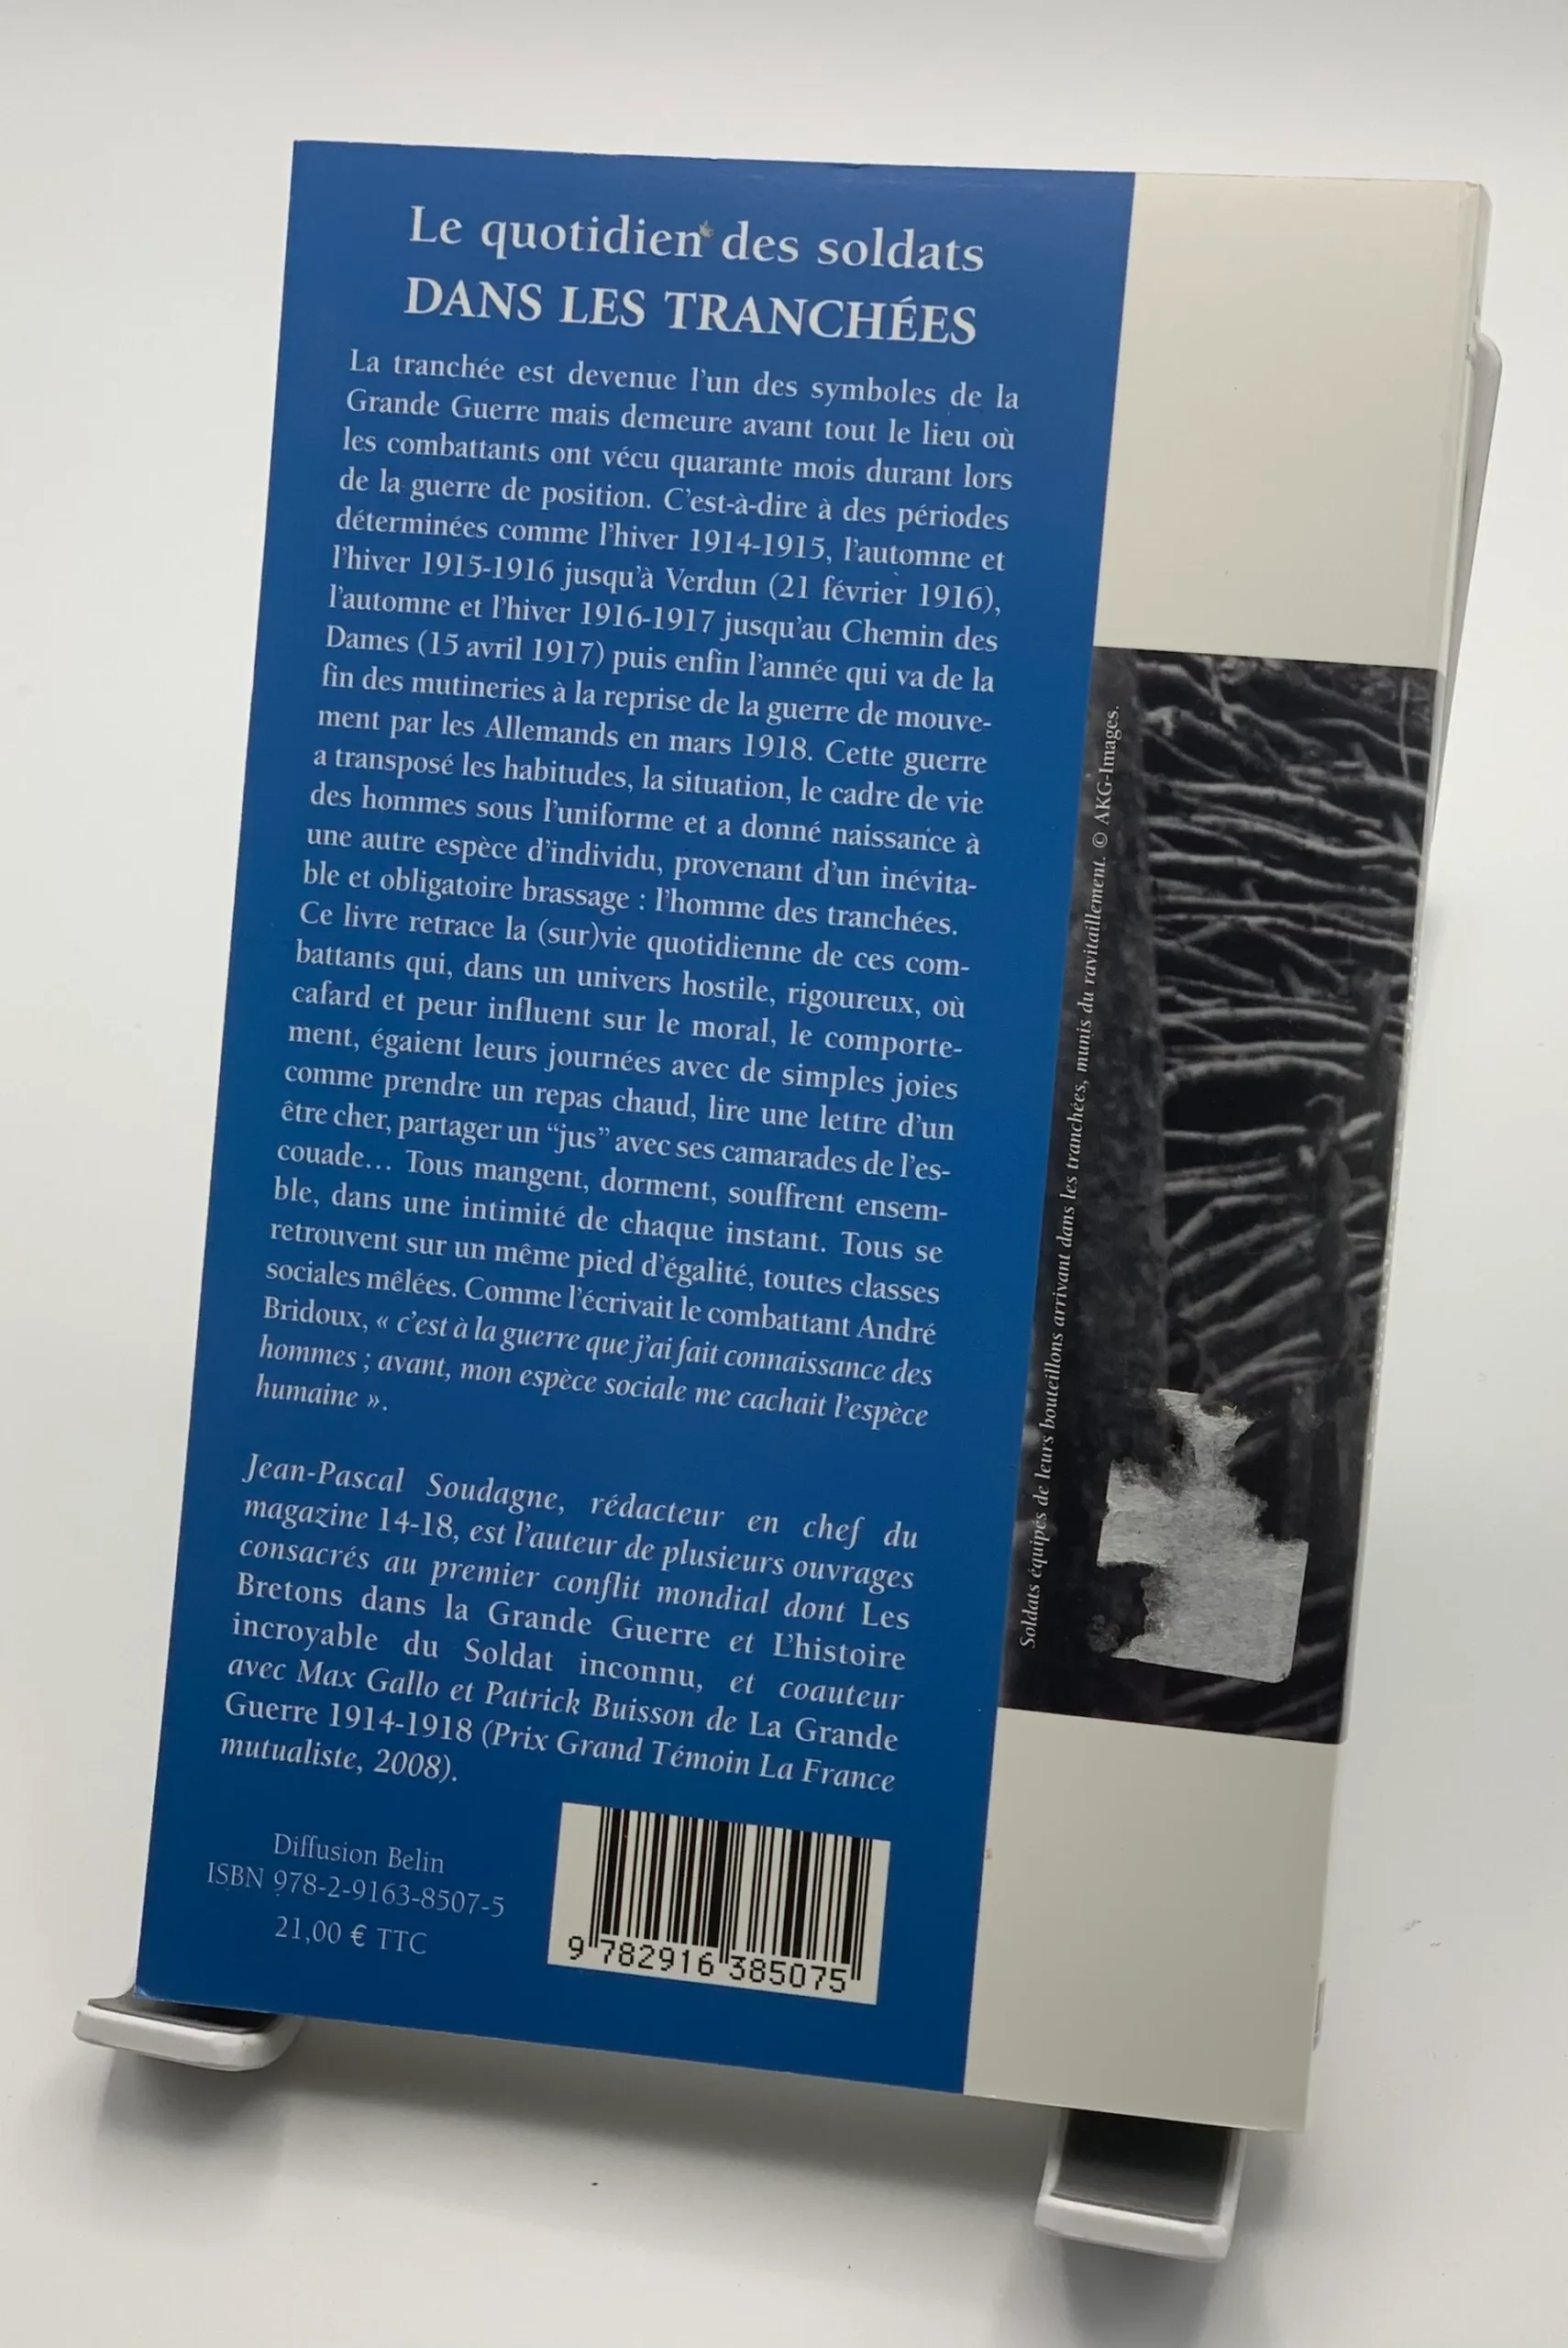 Le quotidien des soldats
DANS LES TRANCHÉES
La tranchée est devenue l'un des symboles de la
Grande Guerre mais demeure avant tout le lieu où
les combattants ont vécu quarante mois durant lors
de la guerre de position. C'est-à-dire à des périodes
déterminées comme l'hiver 1914-1915, l'automne et
l'hiver 1915-1916 jusqu'à Verdun (21 février 1916),
l'automne et l'hiver 1916-1917 jusqu'au Chemin des
Dames (15 avril 1917) puis enfin l'année qui va de la
fin des mutineries à la reprise de la guerre de mouve-
ment par les Allemands en mars 1918. Cette guerre
a transposé les habitudes, la situation, le cadre de vie
des hommes sous l'uniforme et a donné naissance à
une autre espèce d'individu, provenant d'un inévita-
ble et obligatoire brassage : l'homme des tranchées.
Ce livre retrace la (sur)vie quotidienne de ces com-
battants qui, dans un univers hostile, rigoureux, où
cafard et peur influent sur le moral, le comporte-
ment, égaient leurs journées avec de simples joies
comme prendre un repas chaud, lire une lettre d'un
être cher, partager un “jus” avec ses camarades de l'es-
couade… Tous mangent, dorment, souffrent ensem-
ble, dans une intimité de chaque instant. Tous se
retrouvent sur un même pied d'égalité, toutes classes
sociales mêlées. Comme l'écrivait le combattant André
Bridoux, « c'est à la guerre que j'ai fait connaissance des
hommes ; avant, mon espèce sociale me cachait l'espèce
humaine ».
Jean-Pascal Soudagne, rédacteur en chef du
magazine 14-18, est l'auteur de plusieurs ouvrages
consacrés au premier conflit mondial dont Les
Bretons dans la Grande Guerre et L'histoire
incroyable du Soldat inconnu, et coauteur
avec Max Gallo et Patrick Buisson de La Grande
Guerre 1914-1918 (Prix Grand Témoin La France
mutualiste, 2008).
Diffusion Belin
ISBN 978-2-9163-8507-5
21,00 € TTC
9 782916 385075
Soldats équipés de leurs bouteillons arrivant dans les tranchées, munis du ravitaillement. © AKG-Images.